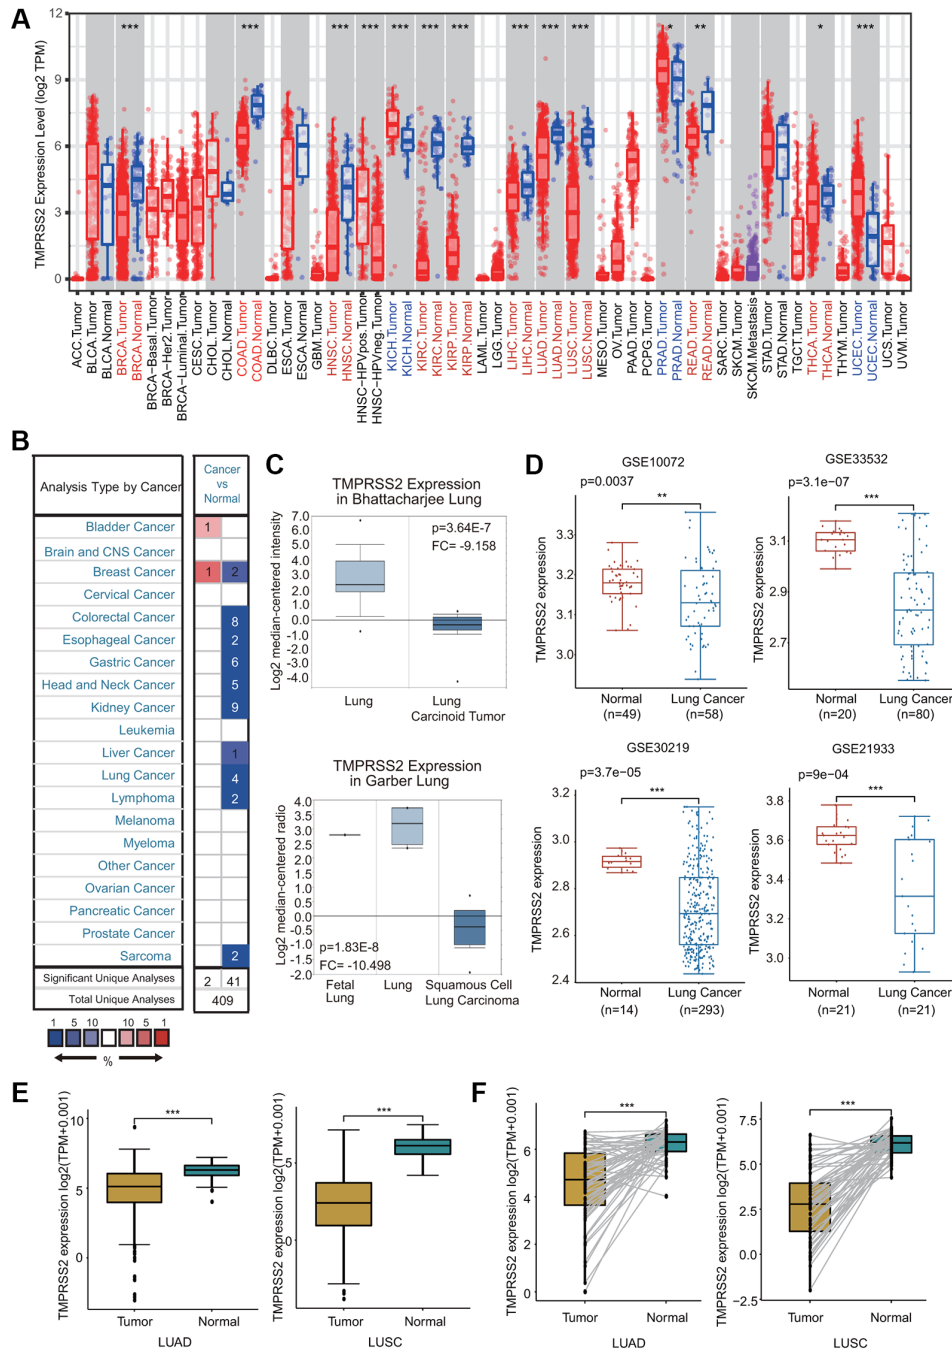 A
TMPRSS2 Expression Level (log2 TPM)
12
9
6
3
0
*** *** *** *** *** *** *** *** *** * ** * ***
ACC.Tumor
BLCA.Tumor
BLCA.Normal
BRCA.Tumor
BRCA.Normal
BRCA-Basal.Tumor
BRCA-Her2.Tumor
BRCA-Luminal.Tumor
CESC.Tumor
CHOL.Tumor
CHOL.Normal
COAD.Tumor
COAD.Normal
DLBC.Tumor
ESCA.Tumor
ESCA.Normal
GBM.Tumor
HNSC.Tumor
HNSC.Normal
HNSC-HPVpos.Tumor
HNSC-HPVneg.Tumor
KICH.Tumor
KICH.Normal
KIRC.Tumor
KIRC.Normal
KIRP.Tumor
KIRP.Normal
LAML.Tumor
LGG.Tumor
LIHC.Tumor
LIHC.Normal
LUAD.Tumor
LUAD.Normal
LUSC.Tumor
LUSC.Normal
MESO.Tumor
OV.Tumor
PAAD.Tumor
PCPG.Tumor
PRAD.Tumor
PRAD.Normal
READ.Tumor
READ.Normal
SARC.Tumor
SKCM.Tumor
SKCM.Metastasis
STAD.Tumor
STAD.Normal
TGCT.Tumor
THCA.Tumor
THCA.Normal
THYM.Tumor
UCEC.Tumor
UCEC.Normal
UCS.Tumor
UVM.Tumor
B
Analysis Type by Cancer
Cancer
vs
Normal
Bladder Cancer 1
Brain and CNS Cancer
Breast Cancer 1 2
Cervical Cancer
Colorectal Cancer 8
Esophageal Cancer 2
Gastric Cancer 6
Head and Neck Cancer 5
Kidney Cancer 9
Leukemia
Liver Cancer 1
Lung Cancer 4
Lymphoma 2
Melanoma
Myeloma
Other Cancer
Ovarian Cancer
Pancreatic Cancer
Prostate Cancer
Sarcoma 2
Significant Unique Analyses 2 41
Total Unique Analyses 409
1 5 10 10 5 1
%
C
TMPRSS2 Expression
in Bhattacharjee Lung
Log2 median-centered intensity
7.0
6.0
5.0
4.0
3.0
2.0
1.0
0.0
-1.0
-2.0
-3.0
-4.0
p=3.64E-7
FC= -9.158
Lung
Lung
Carcinoid Tumor
TMPRSS2 Expression
in Garber Lung
Log2 median-centered radio
4.0
3.5
3.0
2.5
2.0
1.5
1.0
0.5
0.0
-0.5
-1.0
-1.5
-2.0
p=1.83E-8
FC= -10.498
Fetal
Lung
Lung
Squamous Cell
Lung Carcinoma
D
GSE10072
p=0.0037
**
TMPRSS2 expression
3.3
3.2
3.1
3.0
Normal
(n=49)
Lung Cancer
(n=58)
GSE33532
p=3.1e-07
***
TMPRSS2 expression
3.1
2.9
2.7
Normal
(n=20)
Lung Cancer
(n=80)
GSE30219
p=3.7e-05
***
TMPRSS2 expression
3.2
3.0
2.8
2.6
2.4
Normal
(n=14)
Lung Cancer
(n=293)
GSE21933
p=9e-04
***
TMPRSS2 expression
3.8
3.6
3.4
3.2
3.0
Normal
(n=21)
Lung Cancer
(n=21)
E
TMPRSS2 expression log2(TPM+0.001)
10
5
0
***
Tumor Normal
LUAD
TMPRSS2 expression log2(TPM+0.001)
5
0
***
Tumor Normal
LUSC
F
TMPRSS2 expression log2(TPM+0.001)
6
4
2
0
***
Tumor Normal
LUAD
TMPRSS2 expression log2(TPM+0.001)
7.5
5.0
2.5
0.0
-2.5
***
Tumor Normal
LUSC